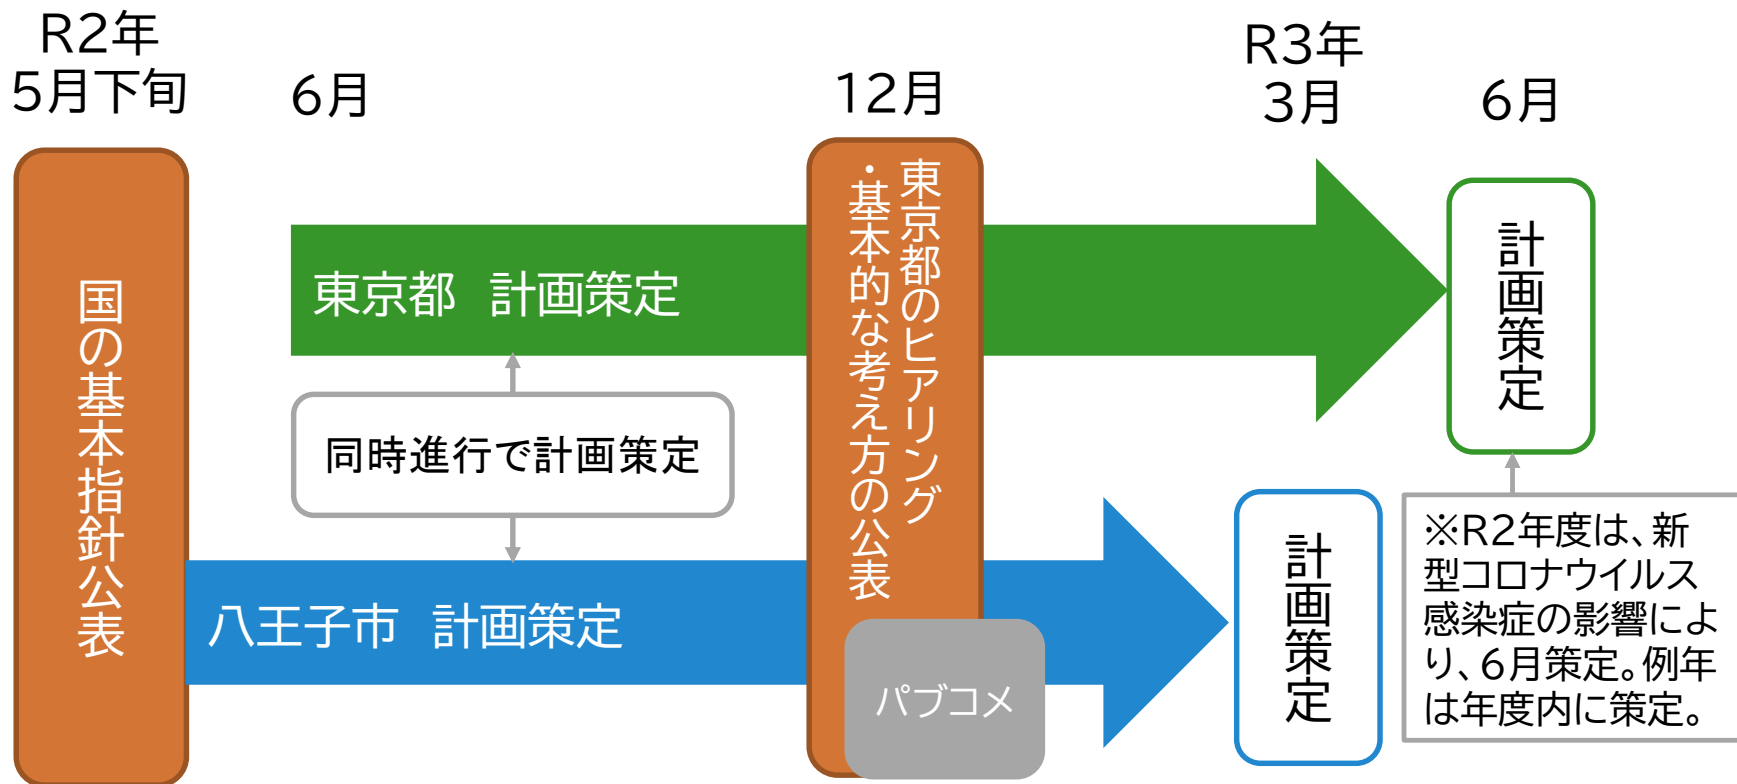 R2年
5月下旬
6月
12月
R3年
3月
6月
国の基本指針公表
東京都　計画策定
東京都のヒアリング
・基本的な考え方の公表
計画策定
同時進行で計画策定
八王子市　計画策定
パブコメ
計画策定
※R2年度は、新
型コロナウイルス
感染症の影響によ
り、6月策定。例年
は年度内に策定。